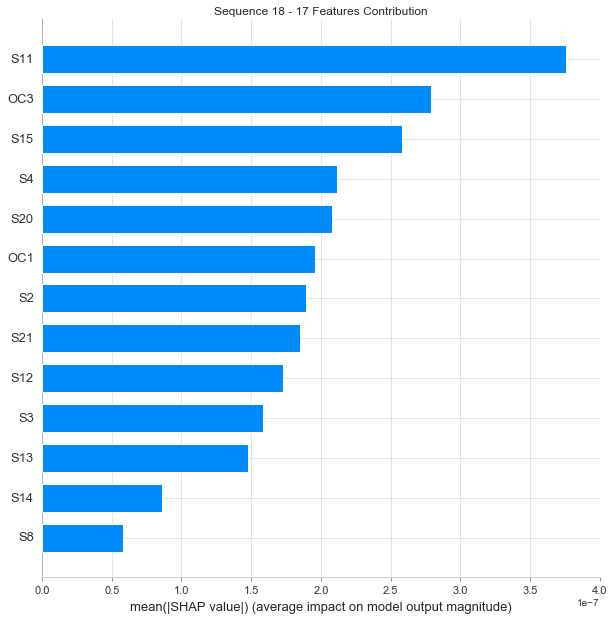 Sequence 18 - 17 Features Contribution
S11
OC3
S15
S4
S20
OC1
S2
S21
S12
S3
S13
S14
S8
0.0 0.5 1.0 1.5 2.0 2.5 3.0 3.5 4.0
1e−7
mean(|SHAP value|) (average impact on model output magnitude)